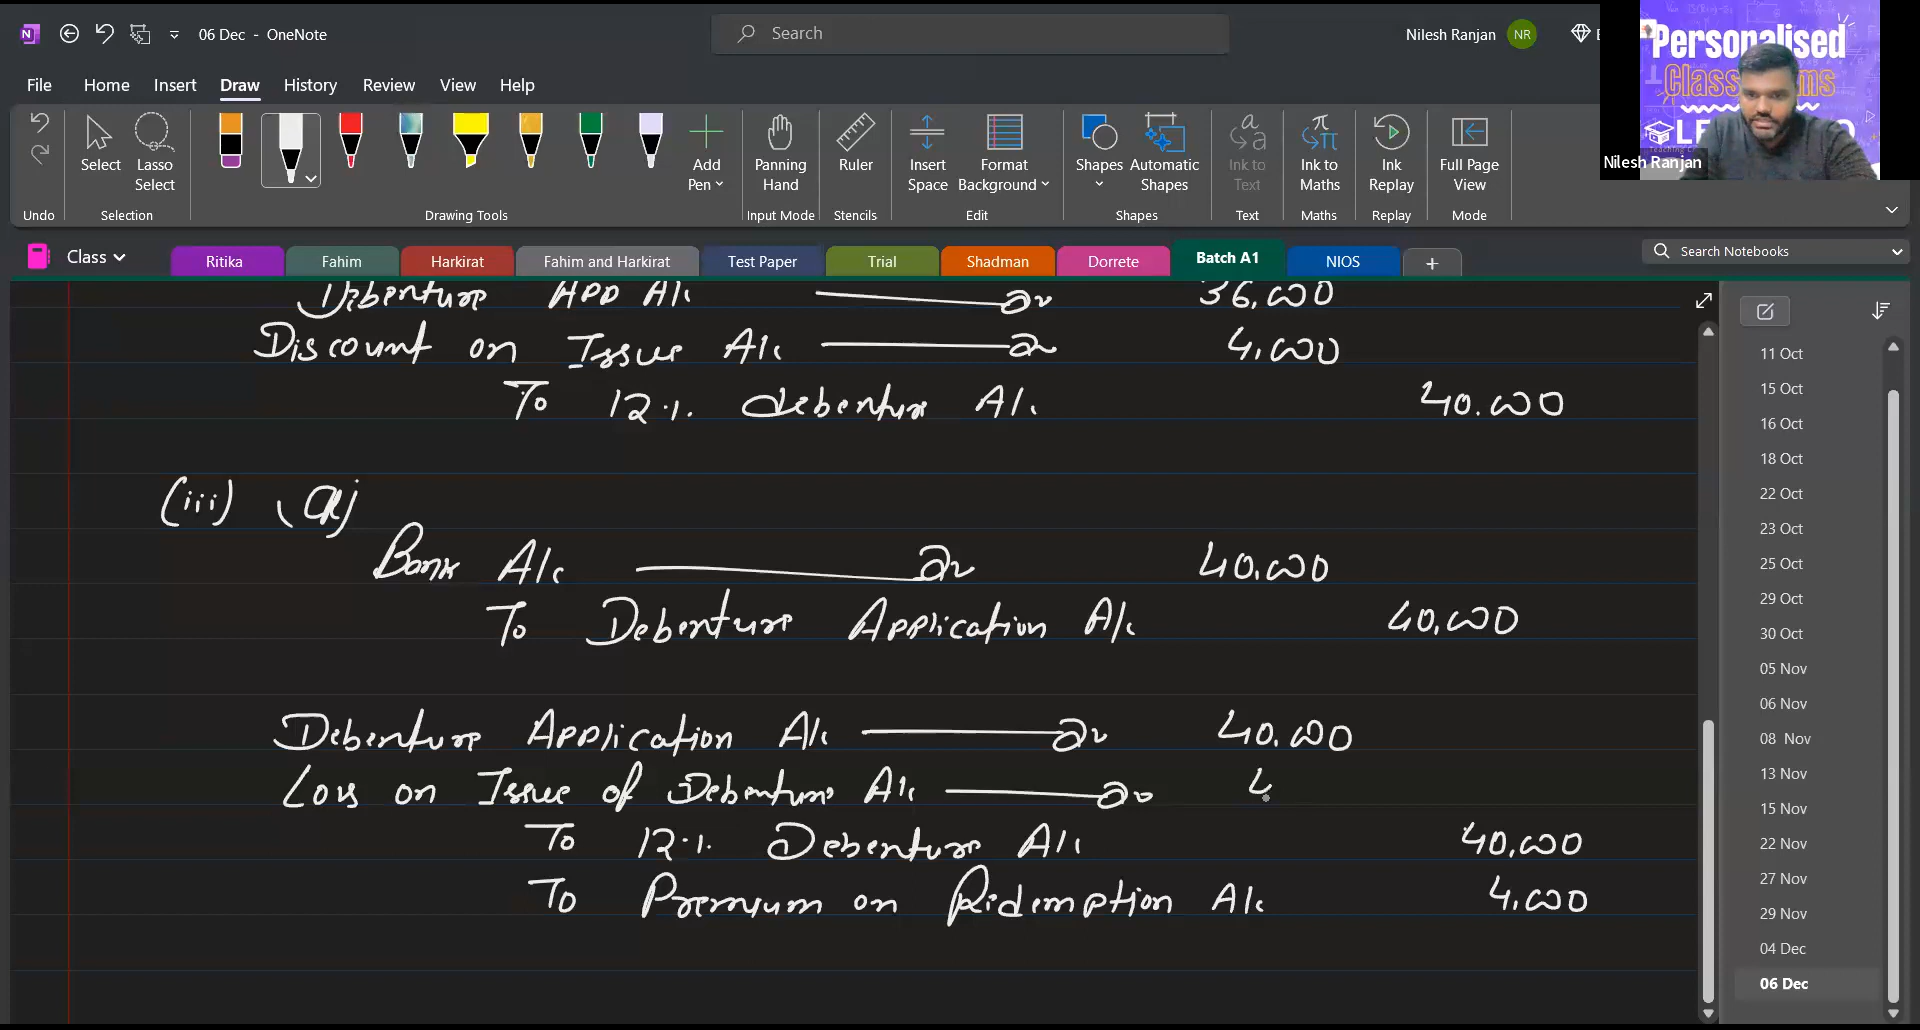 06 Dec - OneNote
Search
Nilesh Ranjan NR
Personalised
Nilesh Ranjan
File Home Insert Draw History Review View Help
Select Lasso Select Add Pen Panning Hand Ruler Insert Space Format Background Shapes Automatic Shapes Ink to Text Ink to Maths Ink Replay Full Page View
Undo Selection Drawing Tools Input Mode Stencils Edit Shapes Text Maths Replay Mode
Class Ritika Fahim Harkirat Fahim and Harkirat Test Paper Trial Shadman Dorrete Batch A1 NIOS + Search Notebooks
Debenture App A/c Dr 36,000
Discount on Issue A/c Dr 4,000
To 12% debenture A/c 40,000
(iii) (a)
Bank A/c Dr 40,000
To Debenture Application A/c 40,000
Debenture Application A/c Dr 40,000
Loss on Issue of Debenture A/c Dr 4
To 12% Debenture A/c 40,000
To Premium on Ridemption A/c 4,000
11 Oct
15 Oct
16 Oct
18 Oct
22 Oct
23 Oct
25 Oct
29 Oct
30 Oct
05 Nov
06 Nov
08 Nov
13 Nov
15 Nov
22 Nov
27 Nov
29 Nov
04 Dec
06 Dec